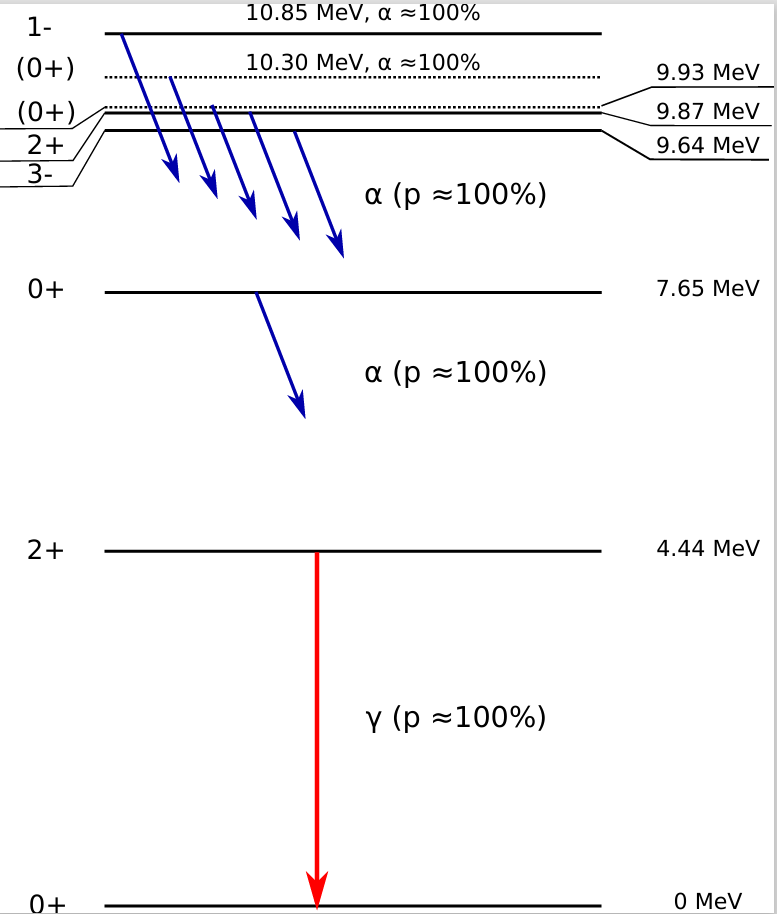 1-
10.85 MeV, α ≈100%
(0+)
10.30 MeV, α ≈100%
9.93 MeV
(0+)
9.87 MeV
2+
9.64 MeV
3-
α (p ≈100%)
0+
7.65 MeV
α (p ≈100%)
2+
4.44 MeV
γ (p ≈100%)
0+
0 MeV